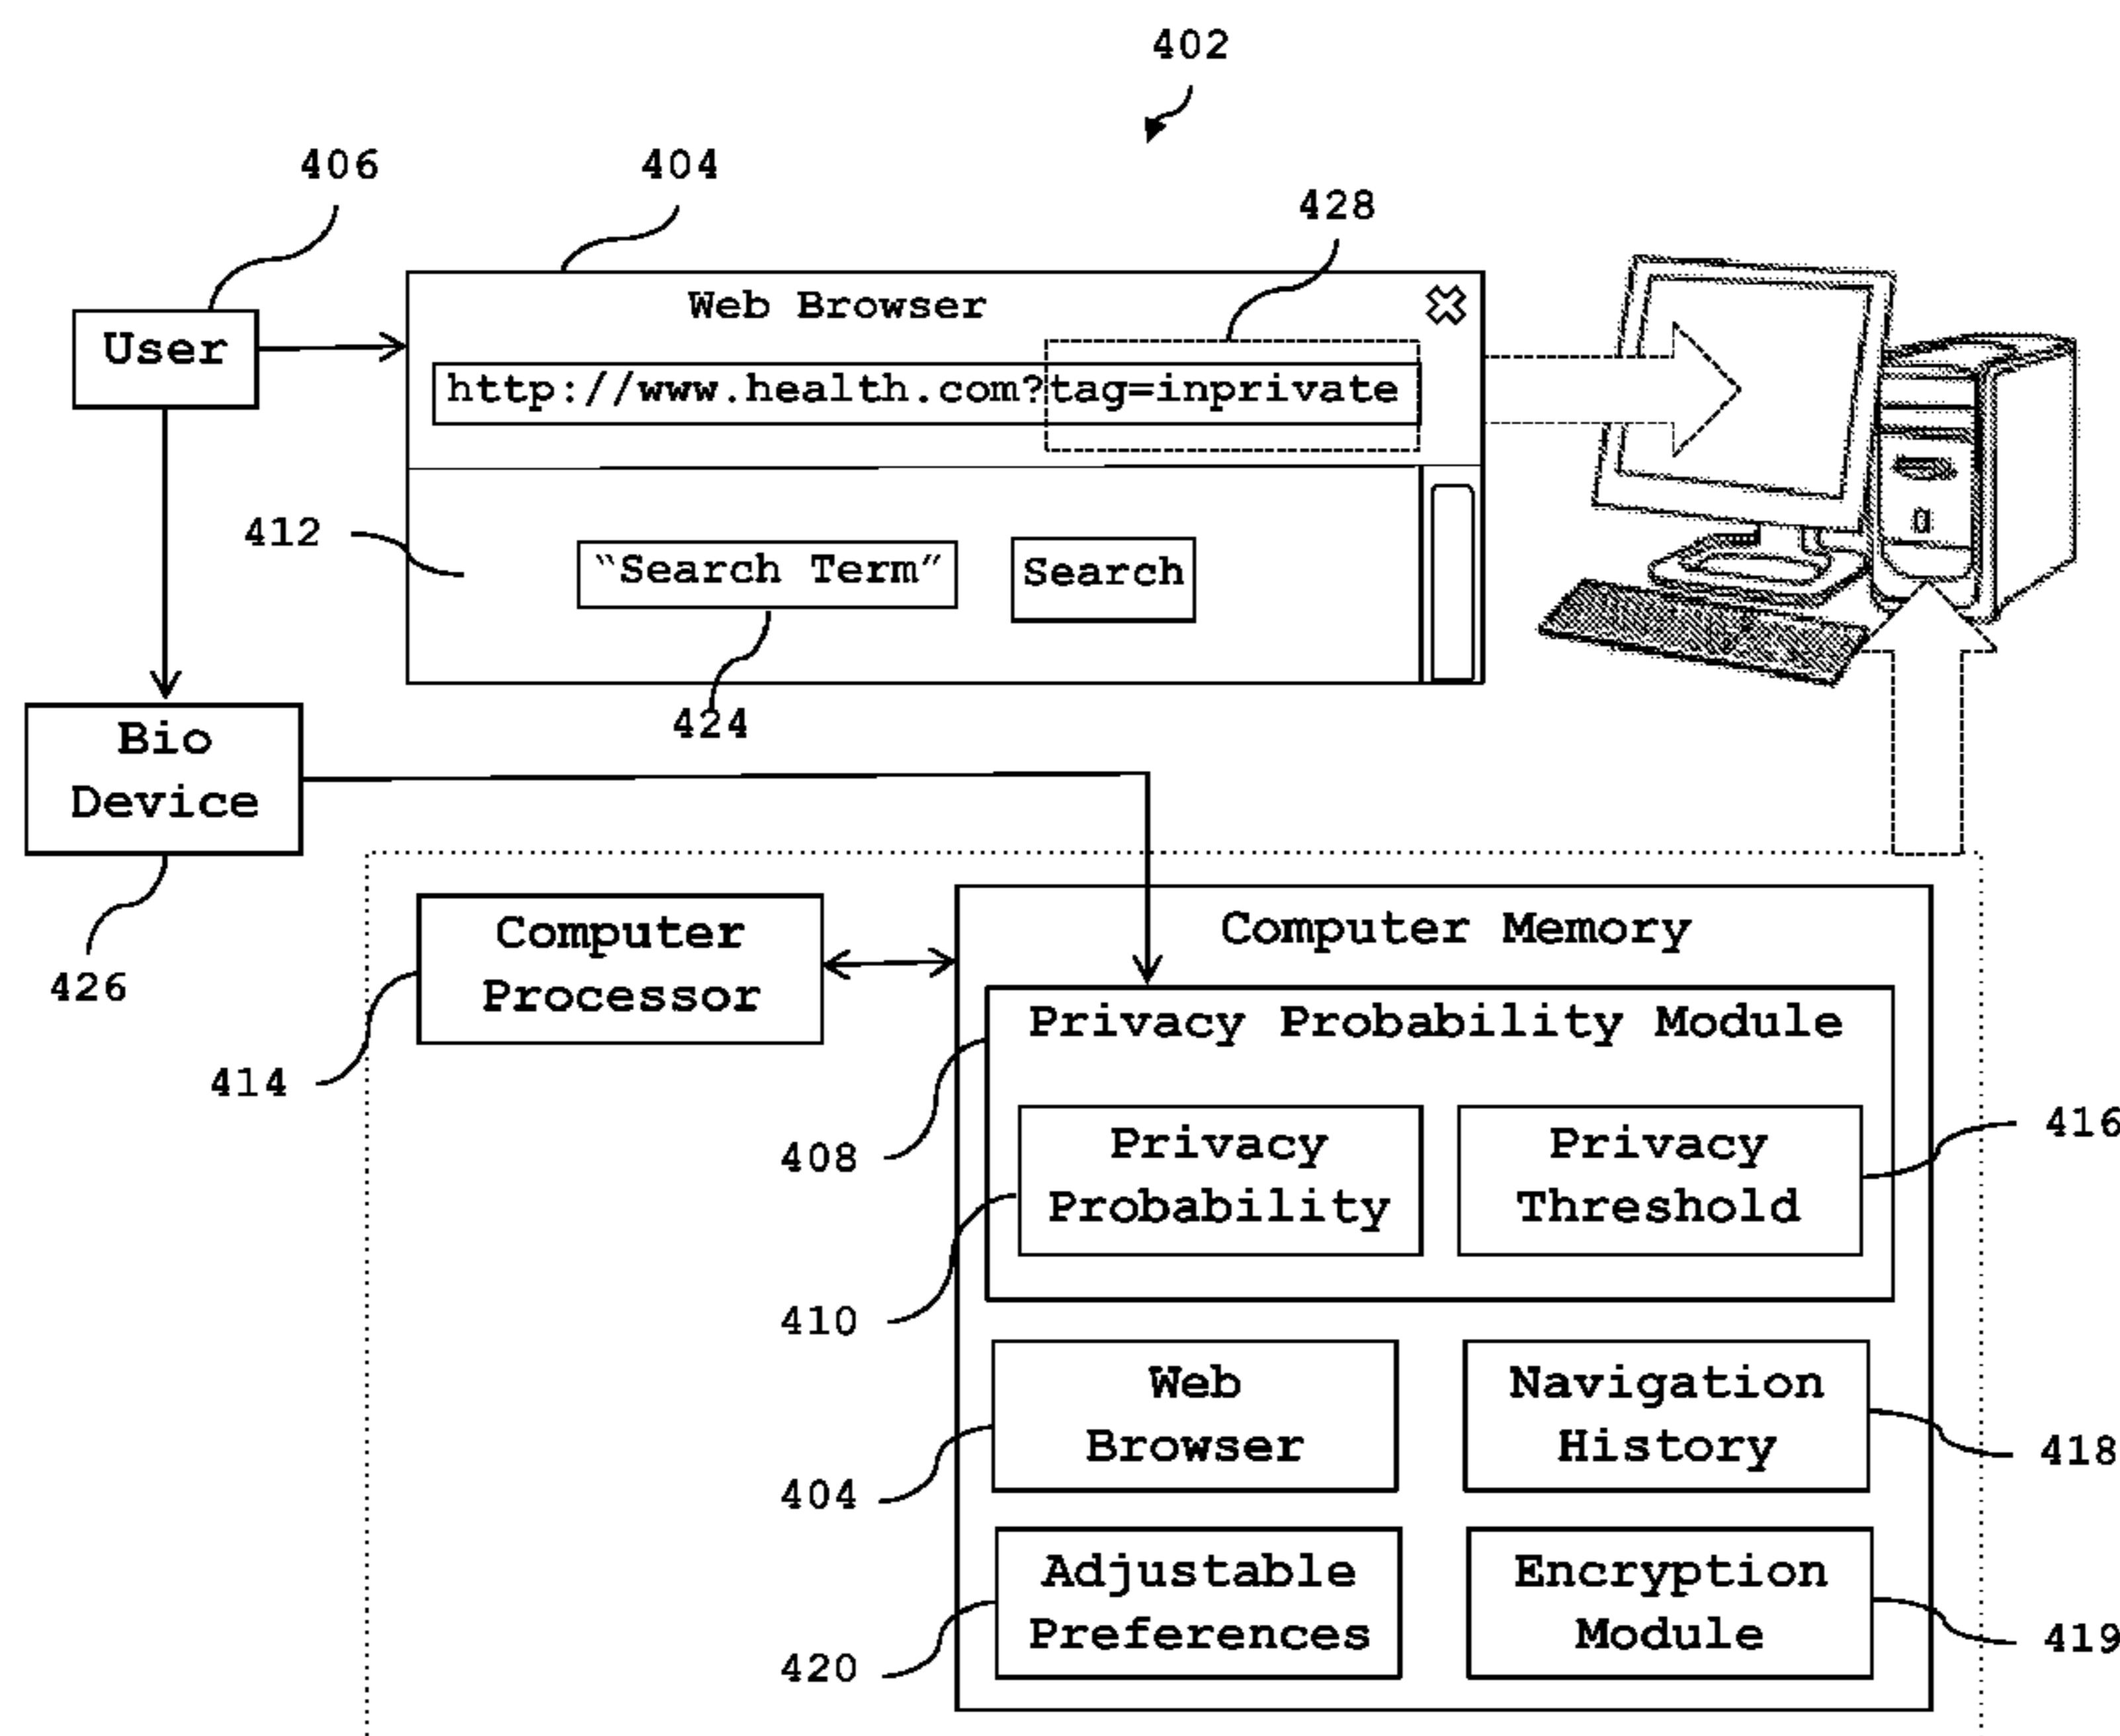 402
406
404
428
Web Browser
User
http://www.health.com?tag=inprivate
412
“Search Term”
Search
424
Bio
Device
426
Computer
Processor
414
Computer Memory
Privacy Probability Module
408
Privacy
Probability
410
Privacy
Threshold
416
Web
Browser
404
Navigation
History
418
Adjustable
Preferences
420
Encryption
Module
419